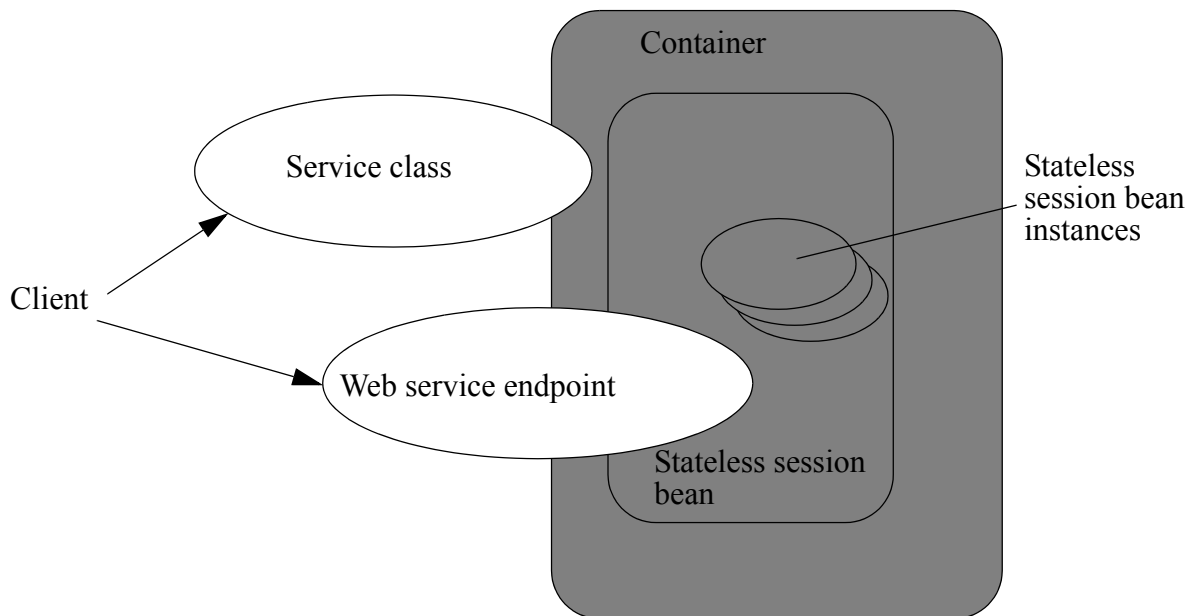 Container
Service class
Stateless
session bean
instances
Client
Web service endpoint
Stateless session
bean